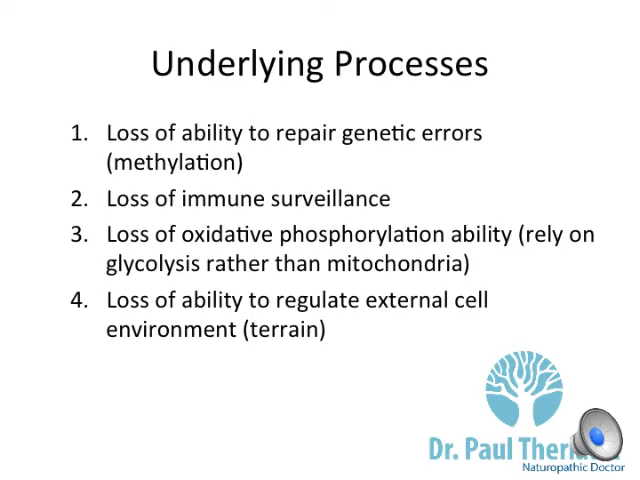 Underlying Processes
1. Loss of ability to repair genetic errors
(methylation)
2. Loss of immune surveillance
3. Loss of oxidative phosphorylation ability (rely on
glycolysis rather than mitochondria)
4. Loss of ability to regulate external cell
environment (terrain)
Dr. Paul
Naturopathic Doctor